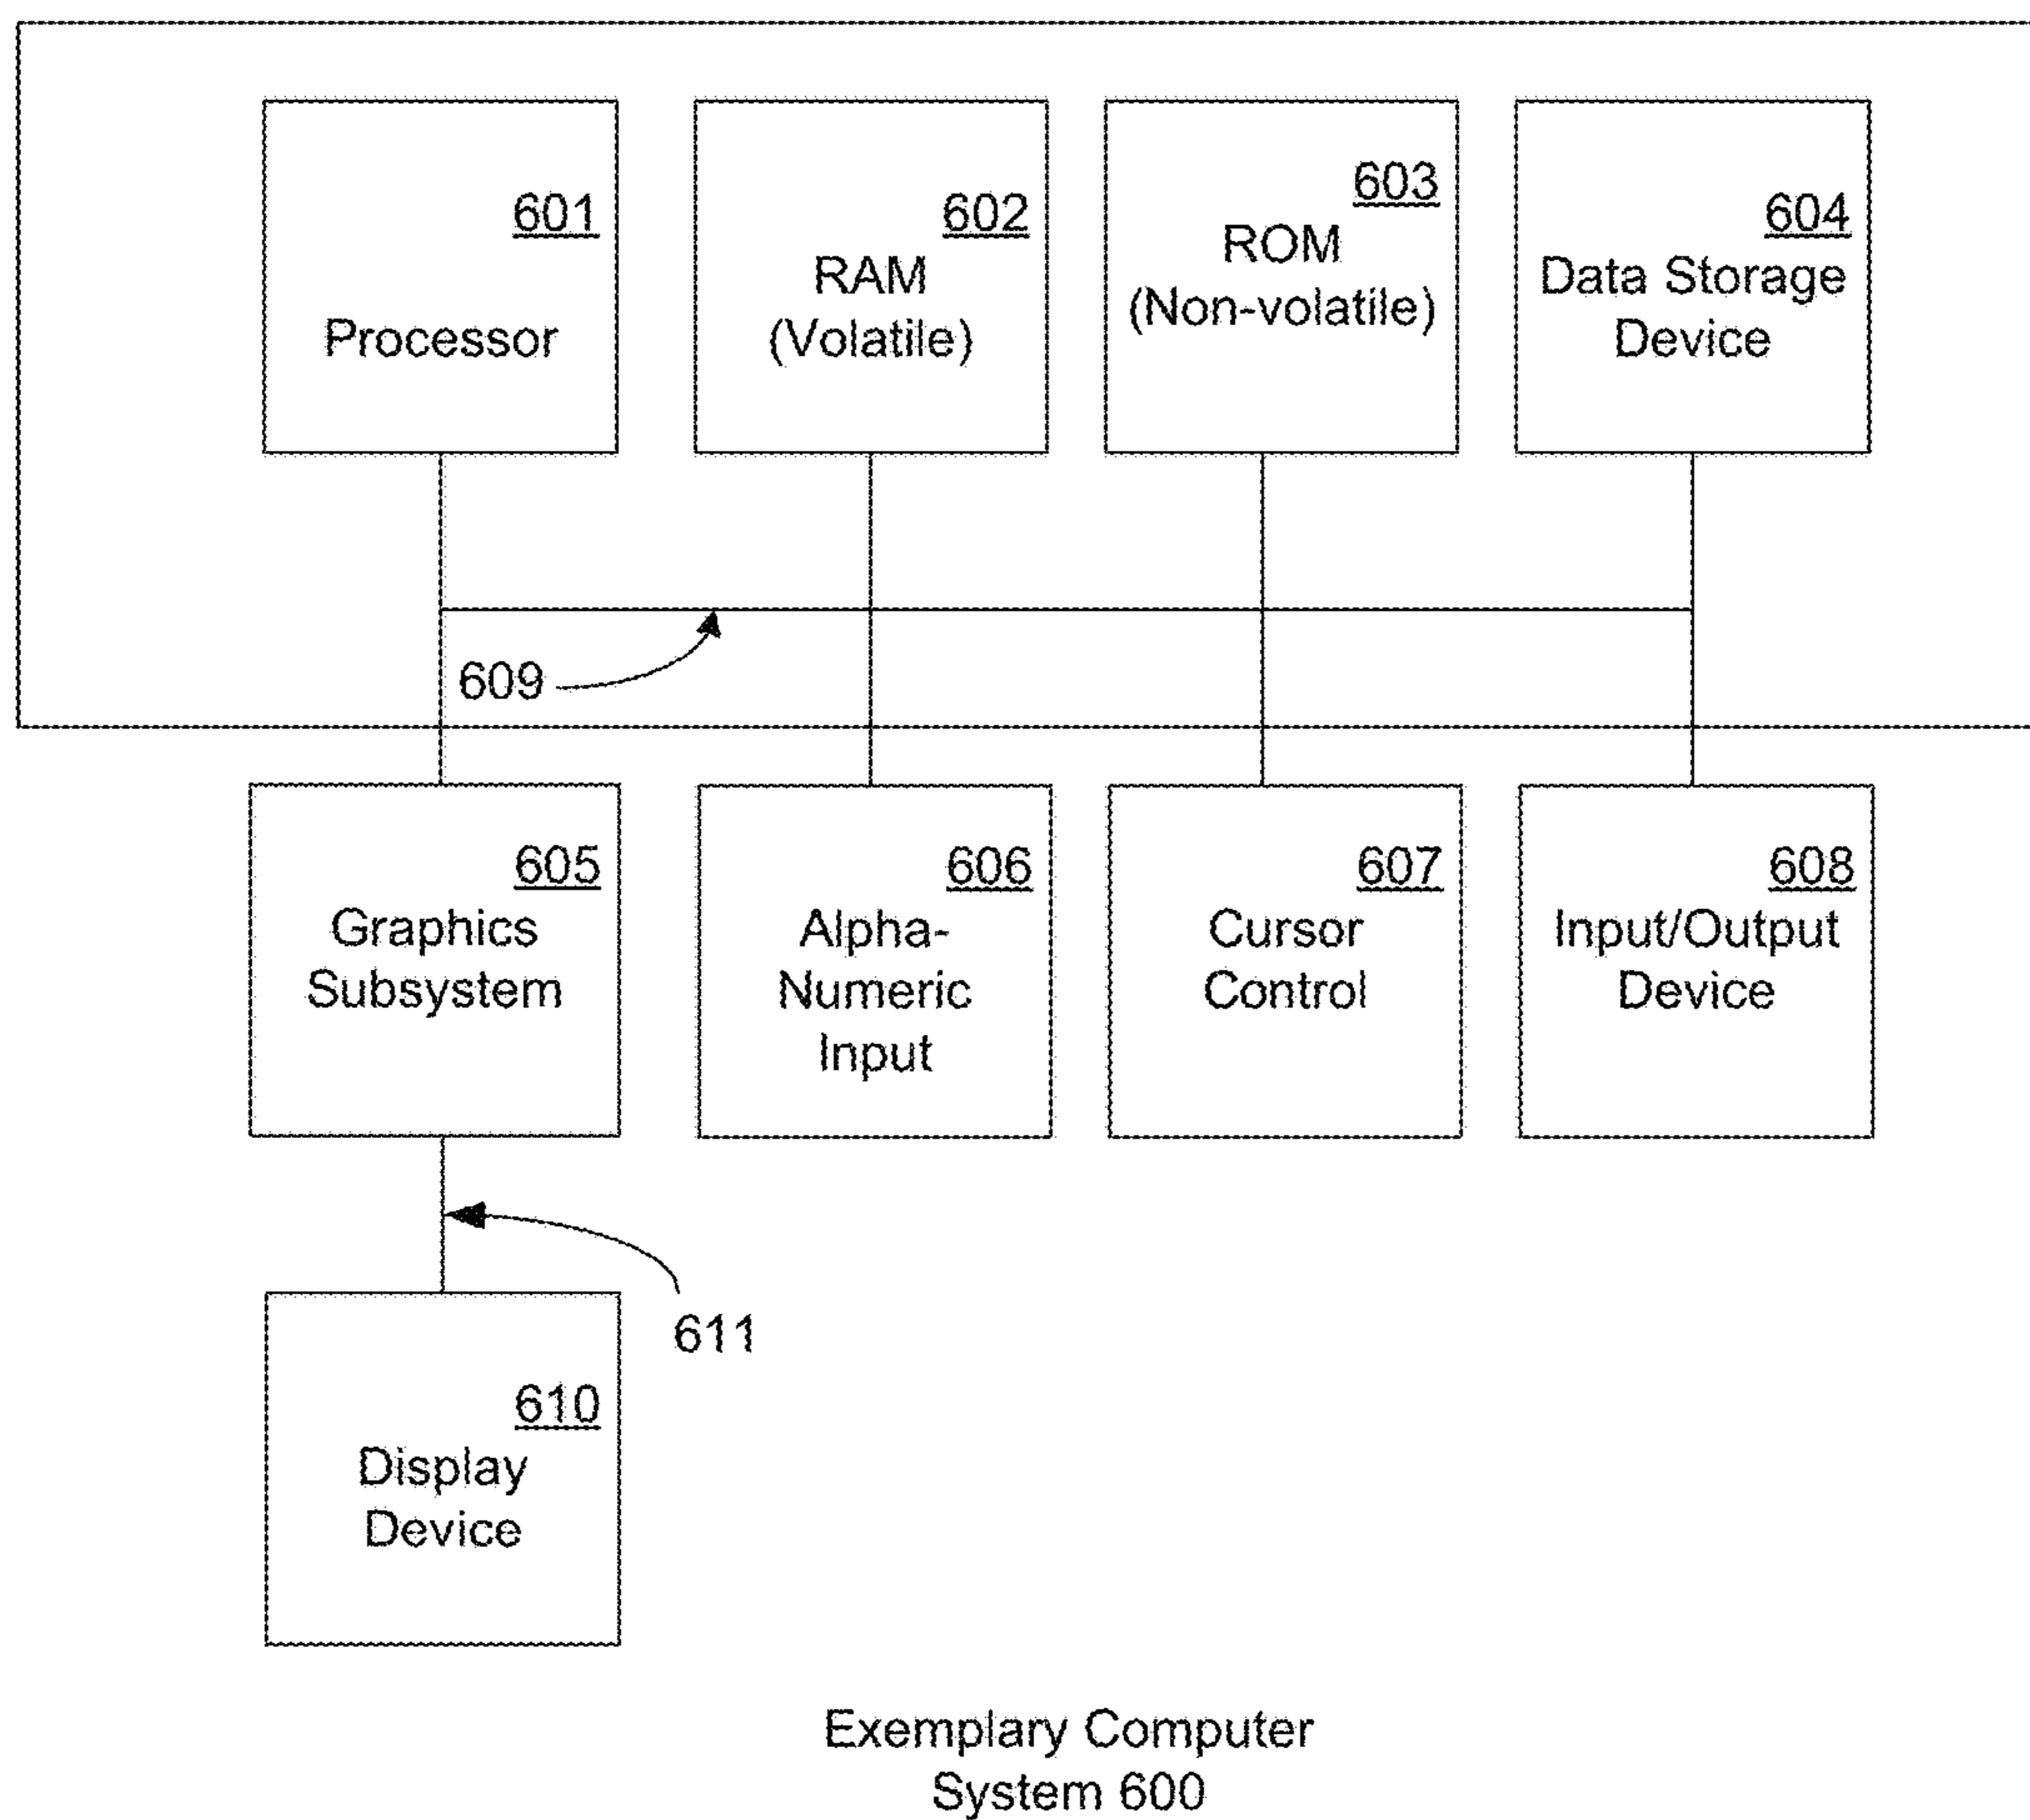 601
Processor
602
RAM
(Volatile)
603
ROM
(Non-volatile)
604
Data Storage
Device
609
605
Graphics
Subsystem
606
Alpha-
Numeric
Input
607
Cursor
Control
608
Input/Output
Device
611
610
Display
Device
Exemplary Computer
System 600